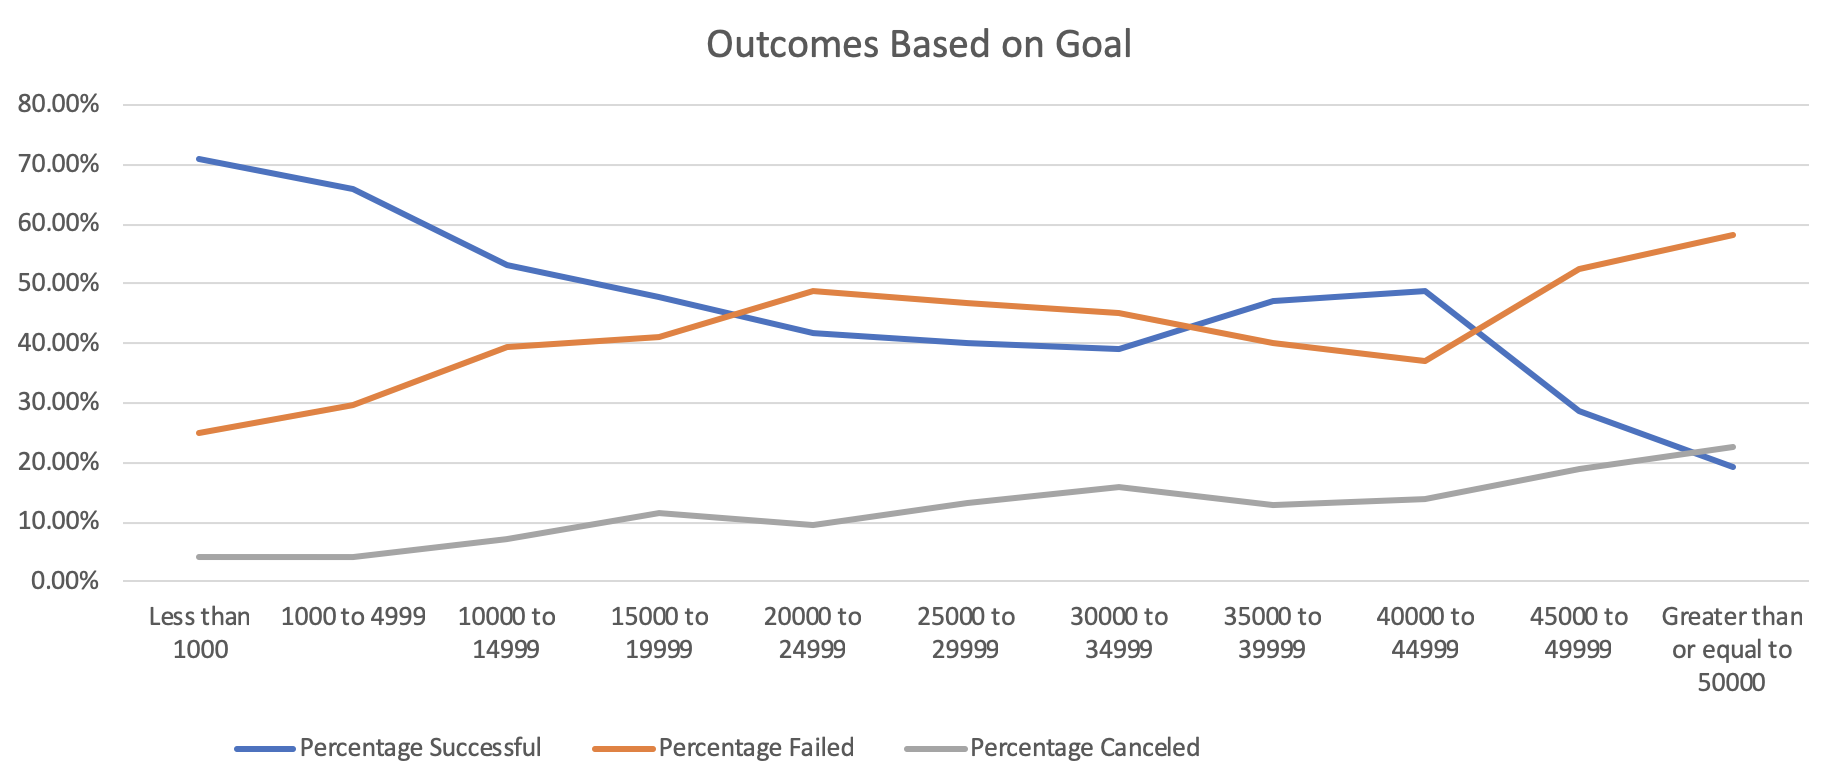 Outcomes Based on Goal
80.00%
70.00%
60.00%
50.00%
40.00%
30.00%
20.00%
10.00%
0.00%
Less than
1000
1000 to 4999
10000 to
14999
15000 to
19999
20000 to
24999
25000 to
29999
30000 to
34999
35000 to
39999
40000 to
44999
45000 to
49999
Greater than
or equal to
50000
Percentage Successful
Percentage Failed
Percentage Canceled